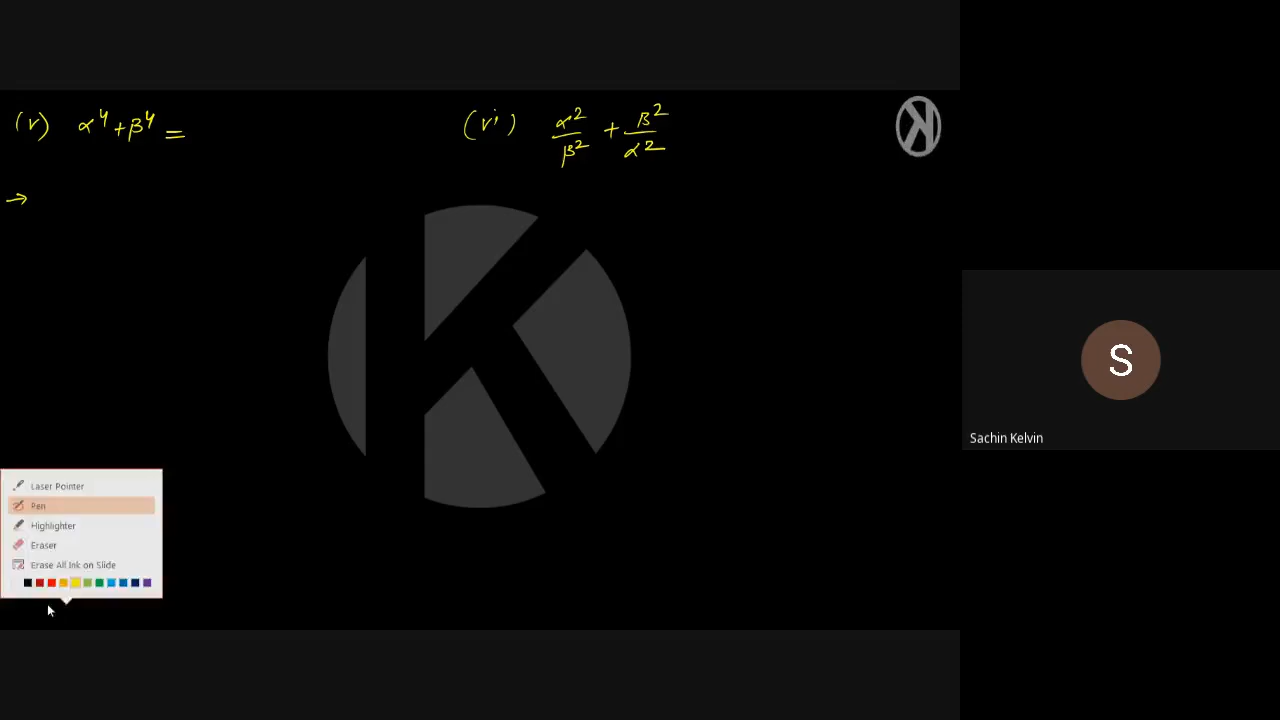 (v) α⁴+β⁴ =
(vi) α²/β² + β²/α²
→
S
Sachin Kelvin
Laser Pointer
Pen
Highlighter
Eraser
Erase All Ink on Slide